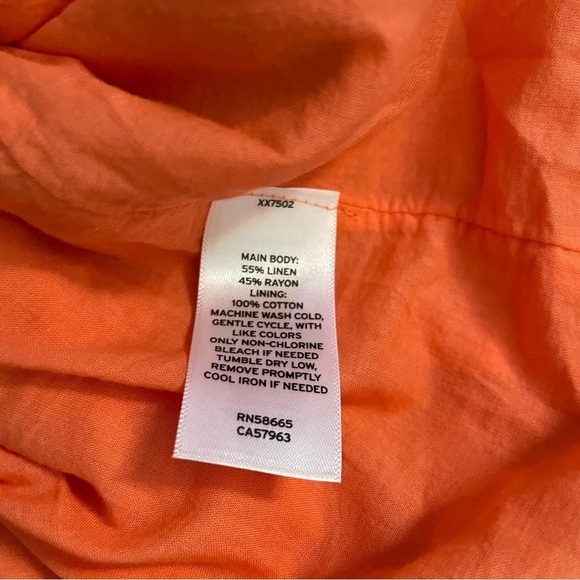 XX7502
MAIN BODY:
55% LINEN
45% RAYON
LINING:
100% COTTON
MACHINE WASH COLD,
GENTLE CYCLE, WITH
LIKE COLORS
ONLY NON-CHLORINE
BLEACH IF NEEDED
TUMBLE DRY LOW,
REMOVE PROMPTLY
COOL IRON IF NEEDED
RN58665
CA57963